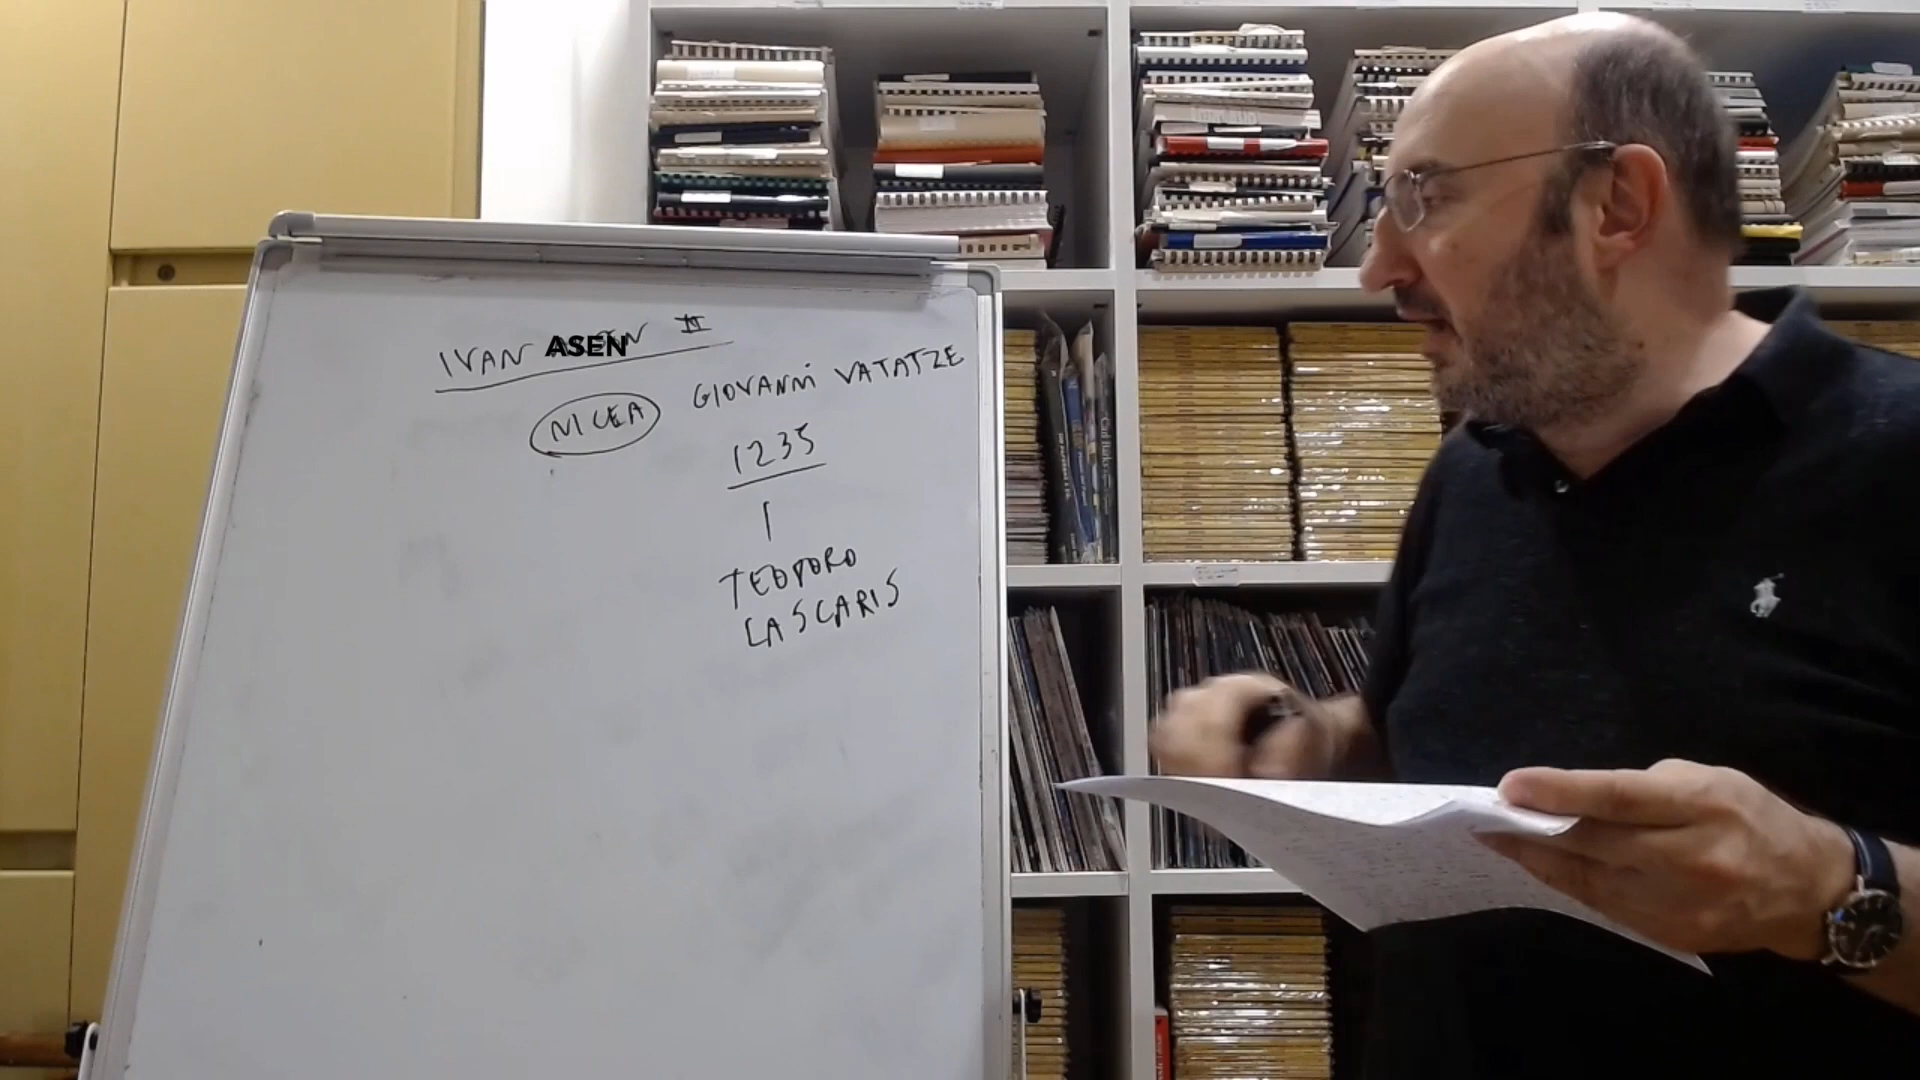 IVAN ASEN II
NICEA GIOVANNI VATATZE
1235
TEODORO
LASCARIS